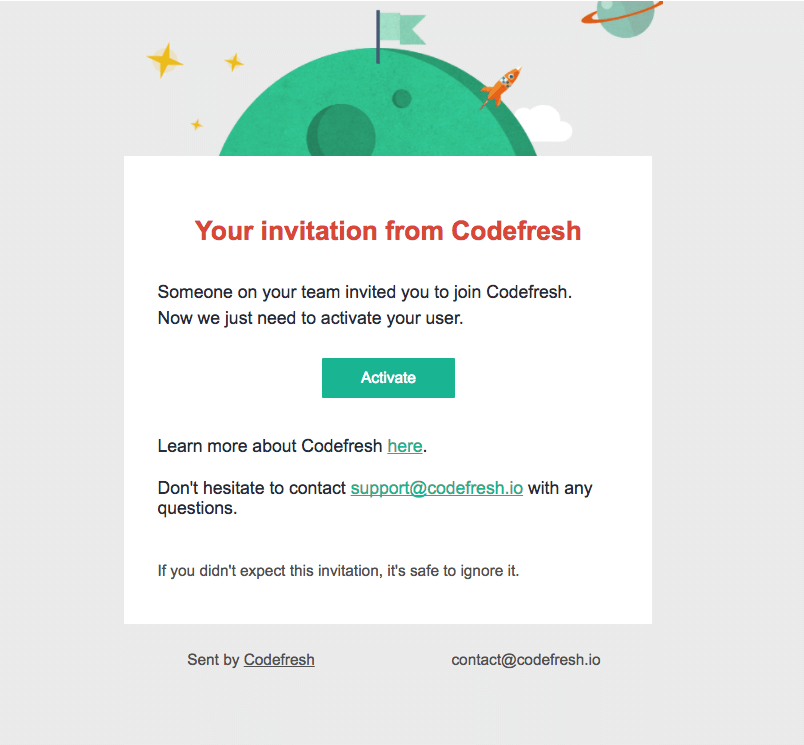 Your invitation from Codefresh
Someone on your team invited you to join Codefresh.
Now we just need to activate your user.
Activate
Learn more about Codefresh here.
Don't hesitate to contact support@codefresh.io with any
questions.
If you didn't expect this invitation, it's safe to ignore it.
Sent by Codefresh
contact@codefresh.io